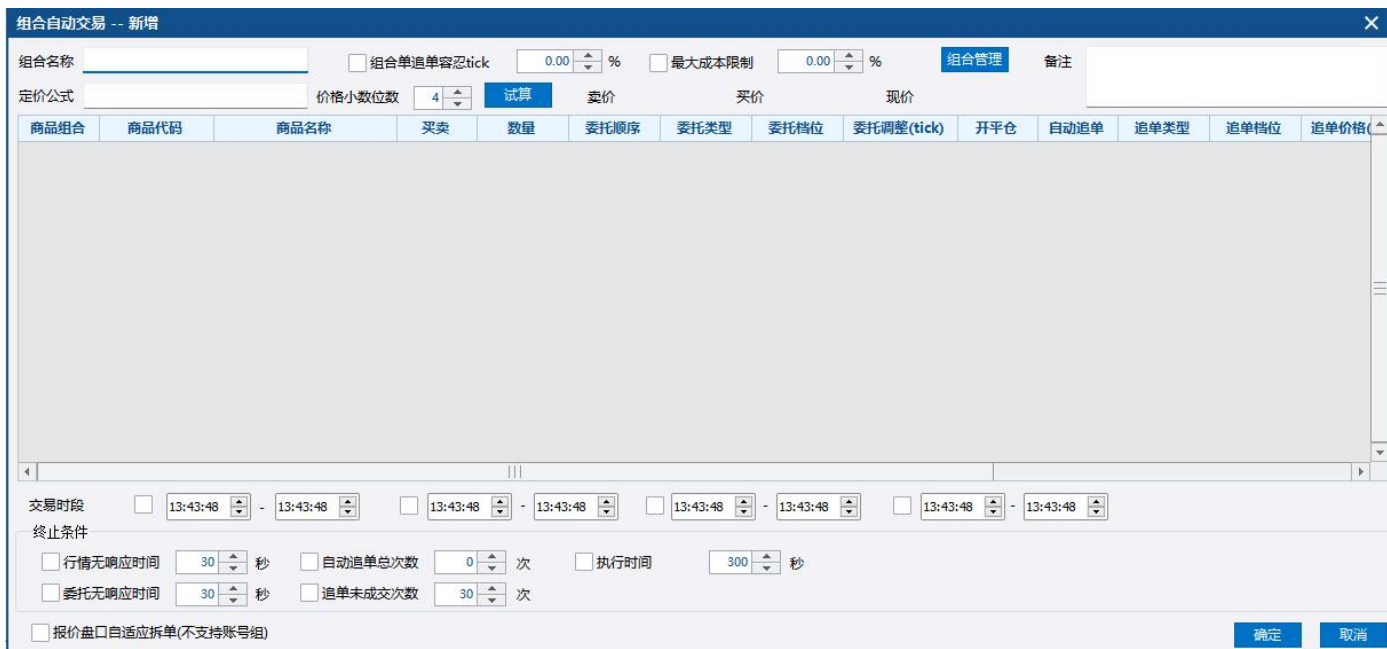 组合自动交易 -- 新增
组合名称 组合单追单容忍tick 0.00 % 最大成本限制 0.00 % 组合管理 备注
定价公式 价格小数位数 4 试算 卖价 买价 现价
商品组合 商品代码 商品名称 买卖 数量 委托顺序 委托类型 委托档位 委托调整(tick) 开平仓 自动追单 追单类型 追单档位 追单价格(
交易时段 13:43:48 - 13:43:48 13:43:48 - 13:43:48 13:43:48 - 13:43:48 13:43:48 - 13:43:48
终止条件
行情无响应时间 30 秒 自动追单总次数 0 次 执行时间 300 秒
委托无响应时间 30 秒 追单未成交次数 30 次
报价盘口自适应拆单(不支持账号组)
确定 取消